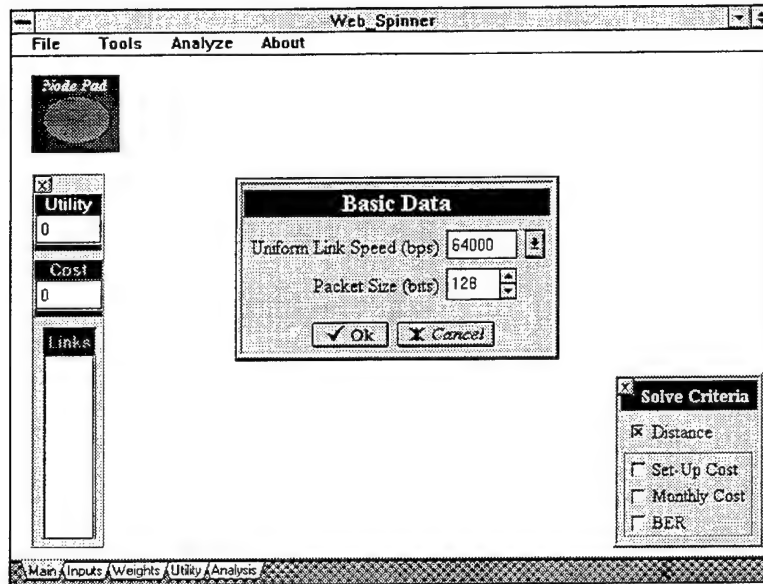 Web_Spinner
File Tools Analyze About
Node Pad
Utility
0
Cost
0
Links
Basic Data
Uniform Link Speed (bps) 64000
Packet Size (bits) 128
Ok Cancel
Solve Criteria
Distance
Set-Up Cost
Monthly Cost
BER
Main Inputs Weights Utility Analysis